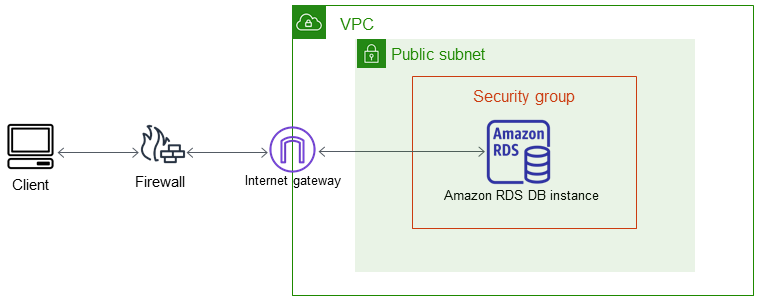 VPC
Public subnet
Security group
Amazon
RDS
Client
Firewall
Internet gateway
Amazon RDS DB instance